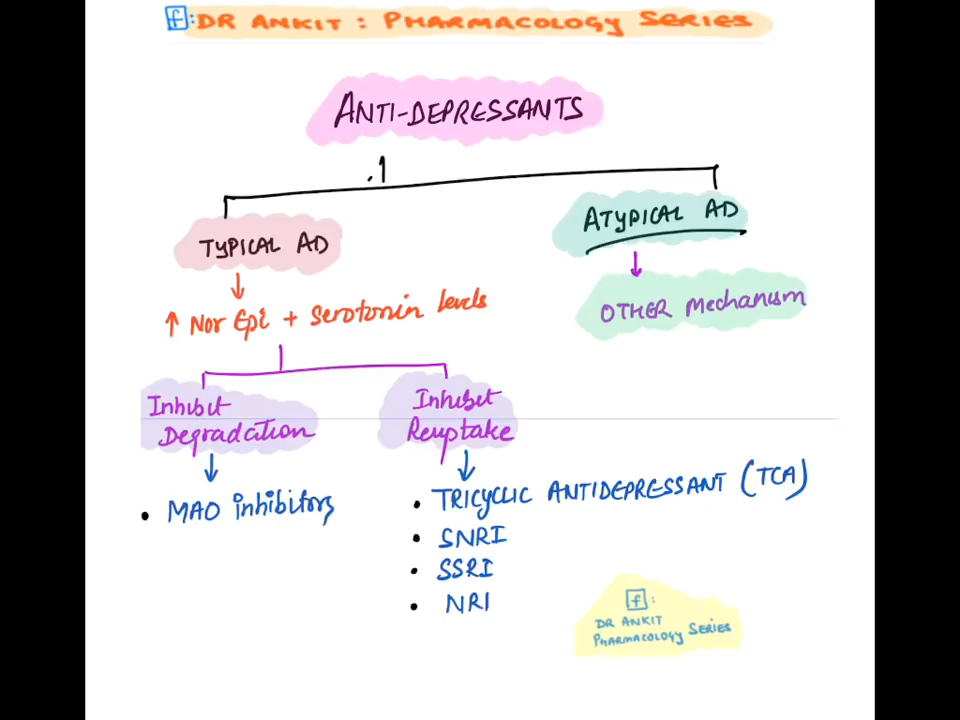 f: DR ANKIT : PHARMACOLOGY SERIES
ANTI-DEPRESSANTS
TYPICAL AD
ATYPICAL AD
↑ Nor Epi + Serotonin levels
OTHER Mechanism
Inhibit
Degradation
Inhibit
Reuptake
• MAO inhibitors
• TRICYCLIC ANTIDEPRESSANT (TCA)
• SNRI
• SSRI
• NRI
f:
DR ANKIT
PHARMACOLOGY SERIES